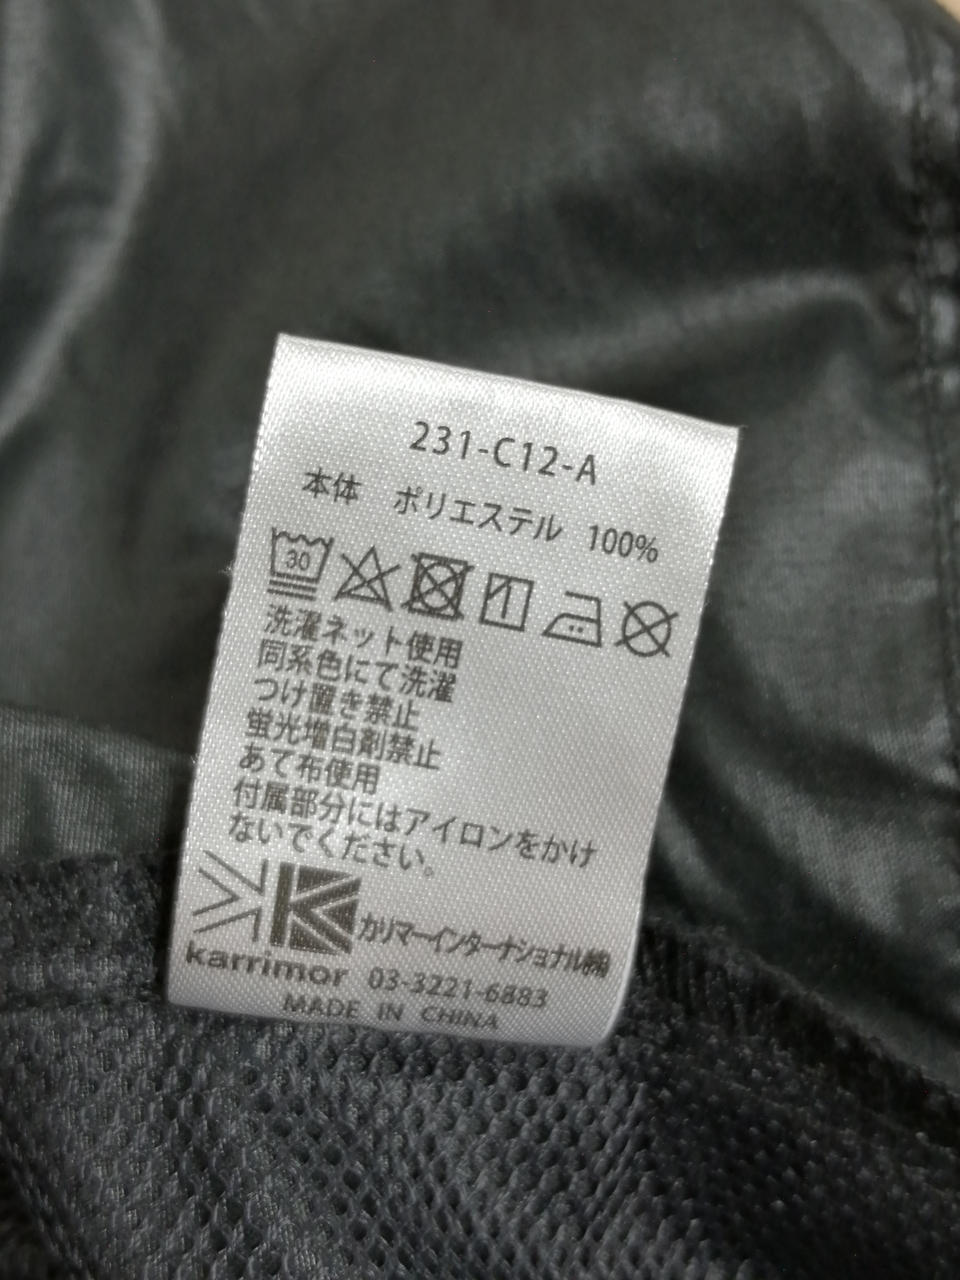 231-C12-A
本体 ポリエステル 100%
30
洗濯ネット使用
同系色にて洗濯
つけ置き禁止
蛍光増白剤禁止
あて布使用
付属部分にはアイロンをかけ
ないでください。
カリマーインターナショナル㈱
karrimor 03-3221-6883
MADE IN CHINA